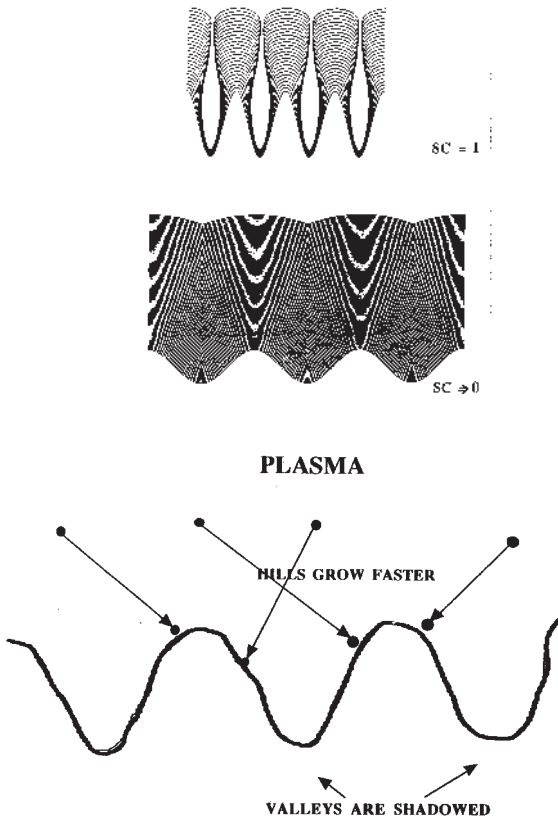 SC = 1
SC → 0
PLASMA
HILLS GROW FASTER
VALLEYS ARE SHADOWED